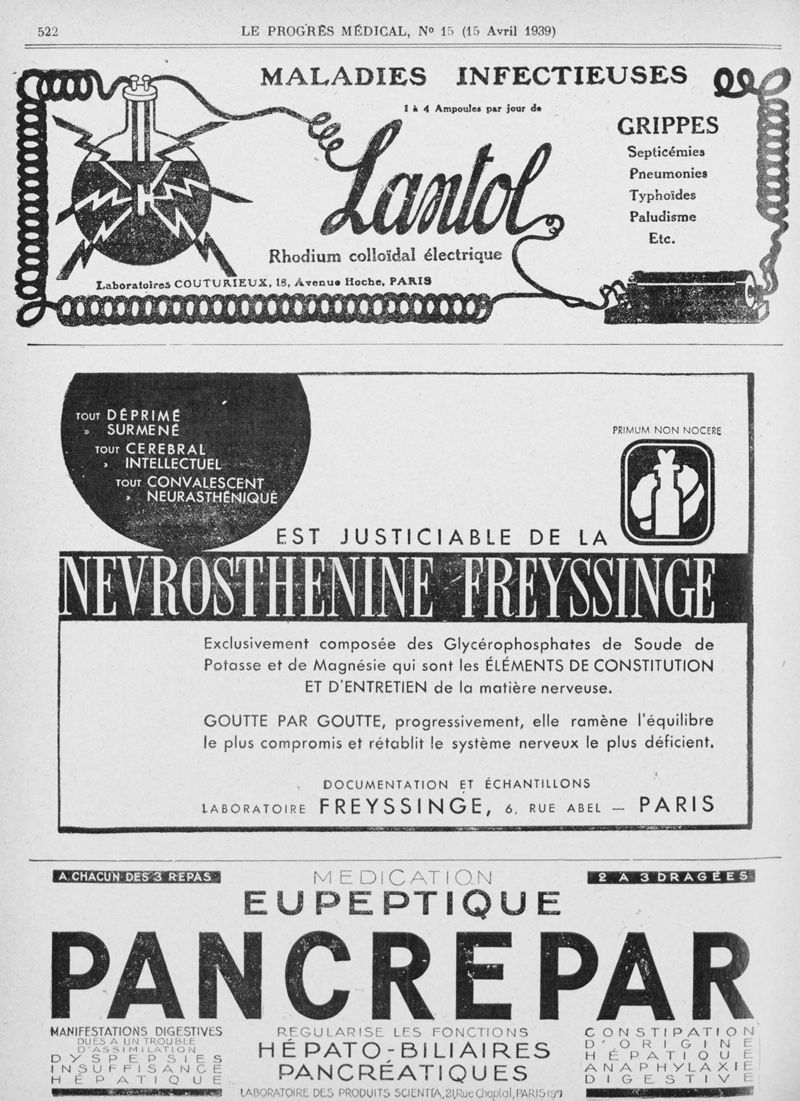 522
LE PROGRÈS MÉDICAL, No 15 (15 Avril 1939)
MALADIES INFECTIEUSES
1 à 4 Ampoules par jour de
Lantol
Rhodium colloïdal électrique
Laboratoires COUTURIEUX, 18, Avenue Hoche, PARIS
GRIPPES
Septicémies
Pneumonies
Typhoïdes
Paludisme
Etc.
TOUT DÉPRIMÉ
» SURMENÉ
TOUT CEREBRAL
» INTELLECTUEL
TOUT CONVALESCENT
» NEURASTHÉNIQUE
PRIMUM NON NOCERE
EST JUSTICIABLE DE LA
NEVROSTHENINE FREYSSINGE
Exclusivement composée des Glycérophosphates de Soude de
Potasse et de Magnésie qui sont les ÉLÉMENTS DE CONSTITUTION
ET D'ENTRETIEN de la matière nerveuse.
GOUTTE PAR GOUTTE, progressivement, elle ramène l'équilibre
le plus compromis et rétablit le système nerveux le plus déficient.
DOCUMENTATION ET ÉCHANTILLONS
LABORATOIRE FREYSSINGE, 6, RUE ABEL — PARIS
A CHACUN DES 3 REPAS
MEDICATION
2 A 3 DRAGÉES
EUPEPTIQUE
PANCREPAR
MANIFESTATIONS DIGESTIVES
DUES A UN TROUBLE
D'ASSIMILATION
DYSPEPSIES
INSUFFISANCE
HÉPATIQUE
REGULARISE LES FONCTIONS
HÉPATO-BILIAIRES
PANCRÉATIQUES
LABORATOIRE DES PRODUITS SCIENTIA, 21, Rue Chaptal, PARIS (9e)
CONSTIPATION
D'ORIGINE
HÉPATIQUE
ANAPHYLAXIE
DIGESTIVE